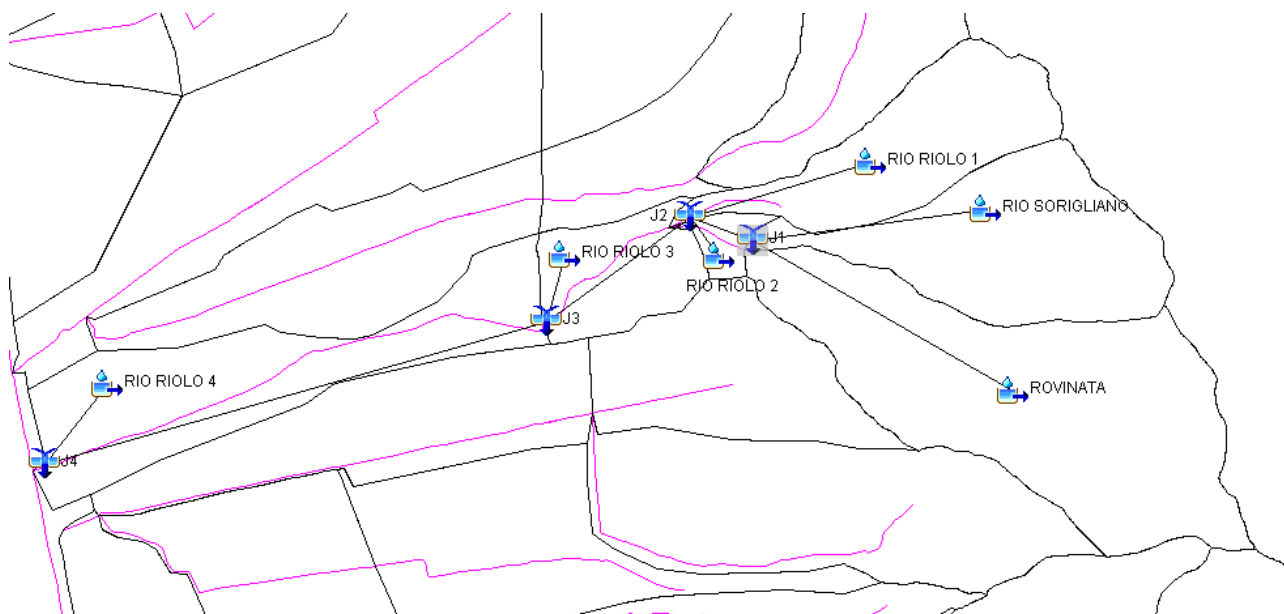 RIO RIOLO 1
RIO SORIGLIANO
J2
J1
RIO RIOLO 3
RIO RIOLO 2
J3
RIO RIOLO 4
ROVINATA
J4